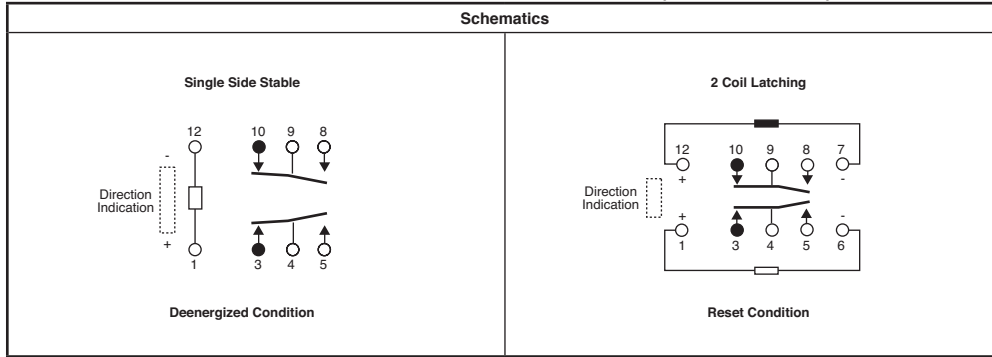 Schematics
Single Side Stable
12 10 9 8
-
Direction
Indication
+
1 3 4 5
Deenergized Condition
2 Coil Latching
12 10 9 8 7
+ -
Direction
Indication
+ -
1 3 4 5 6
Reset Condition